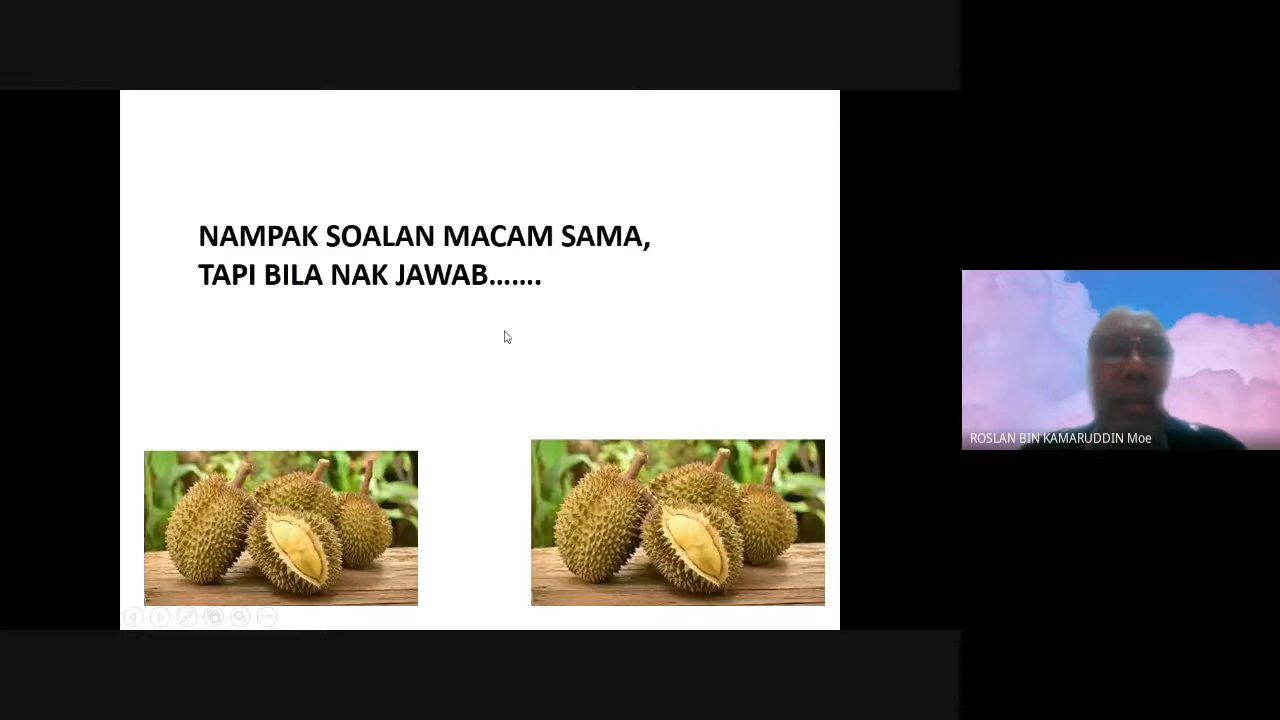 NAMPAK SOALAN MACAM SAMA,
TAPI BILA NAK JAWAB.......
ROSLAN BIN KAMARUDDIN Moe